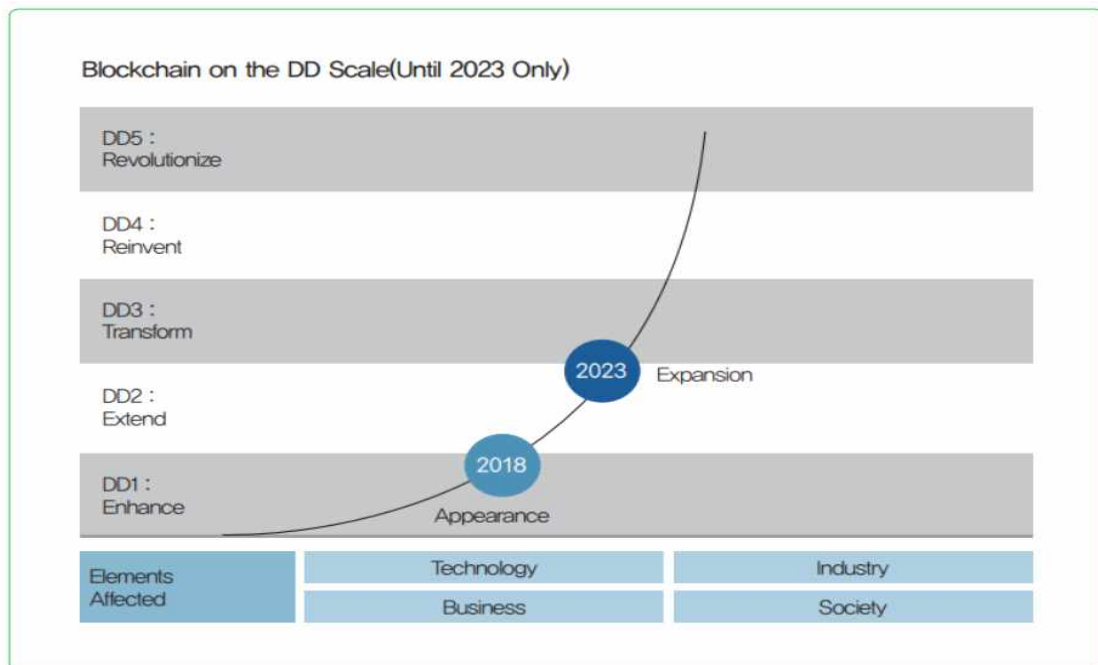 Blockchain on the DD Scale(Until 2023 Only)
DD5 :
Revolutionize
DD4 :
Reinvent
DD3 :
Transform
2023
Expansion
DD2 :
Extend
2018
DD1 :
Enhance
Appearance
Elements
Affected
Technology
Industry
Business
Society